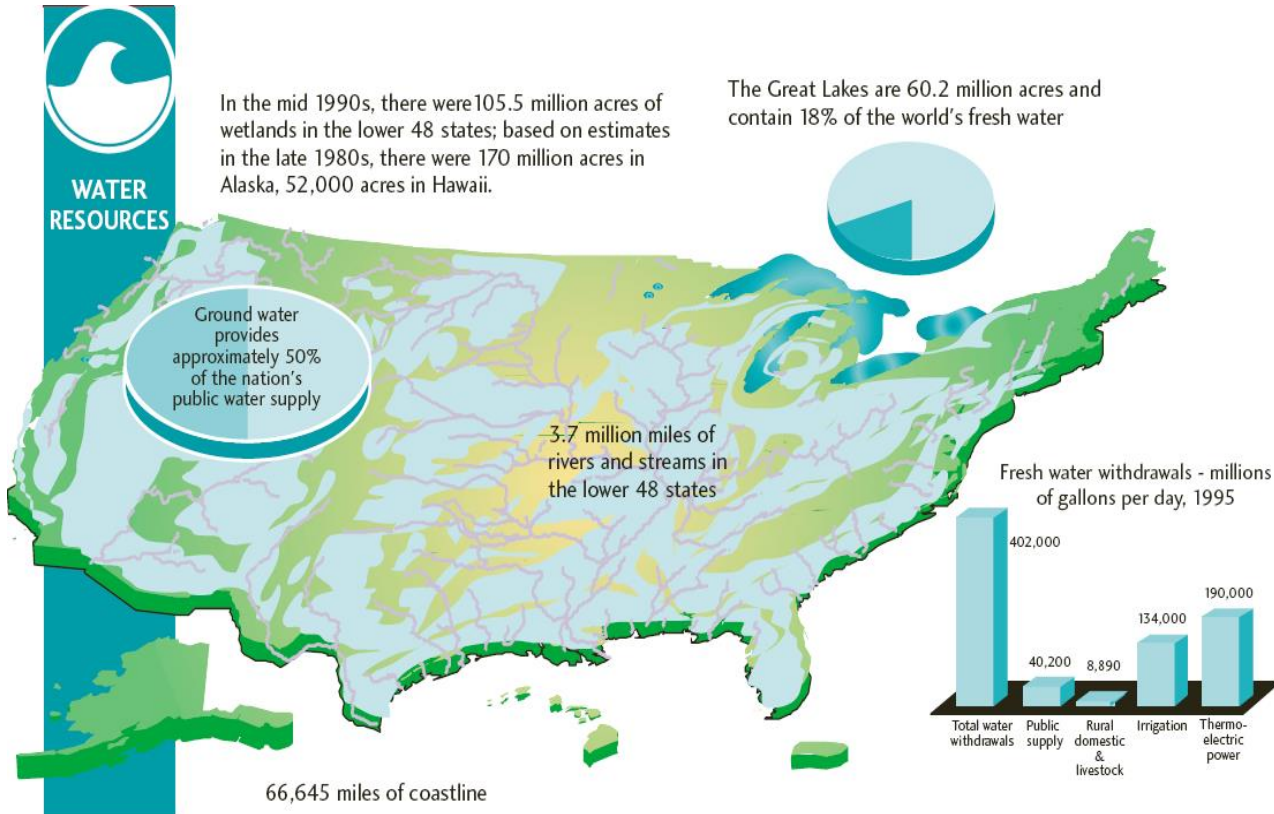 WATER
RESOURCES
In the mid 1990s, there were105.5 million acres of
wetlands in the lower 48 states; based on estimates
in the late 1980s, there were 170 million acres in
Alaska, 52,000 acres in Hawaii.
The Great Lakes are 60.2 million acres and
contain 18% of the world's fresh water
Ground water
provides
approximately 50%
of the nation's
public water supply
3.7 million miles of
rivers and streams in
the lower 48 states
Fresh water withdrawals - millions
of gallons per day, 1995
402,000
40,200
8,890
134,000
190,000
Total water
withdrawals
Public
supply
Rural
domestic
&
livestock
Irrigation
Thermo-
electric
power
66,645 miles of coastline